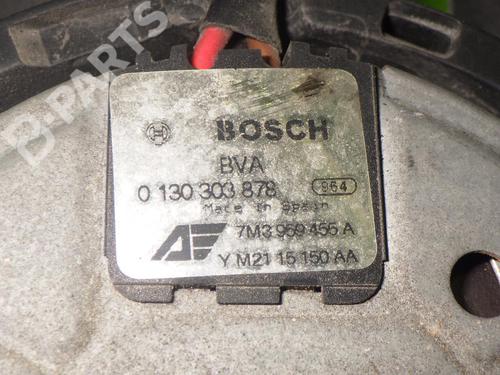 B-PARTS
BOSCH
BVA
0 130 303 878 964
Made in Spain
7M3 959 455 A
YM21 15 150 AA